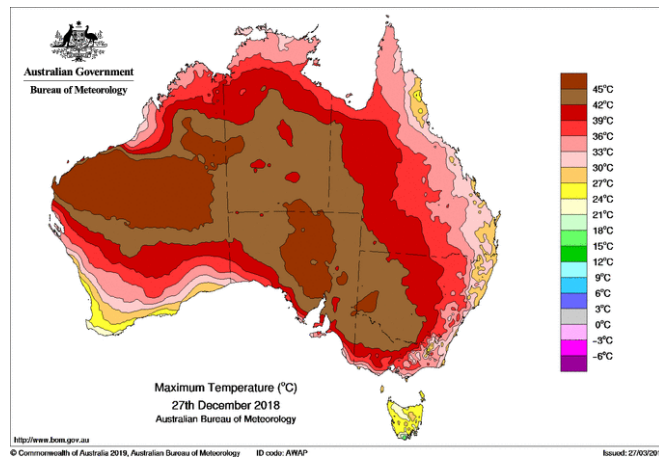 Australian Government
Bureau of Meteorology
45°C
42°C
39°C
36°C
33°C
30°C
27°C
24°C
21°C
18°C
15°C
12°C
9°C
6°C
3°C
0°C
-3°C
-6°C
Maximum Temperature (°C)
27th December 2018
Australian Bureau of Meteorology
http://www.bom.gov.au
© Commonwealth of Australia 2019, Australian Bureau of Meteorology ID code: AWAP Issued: 27/03/201